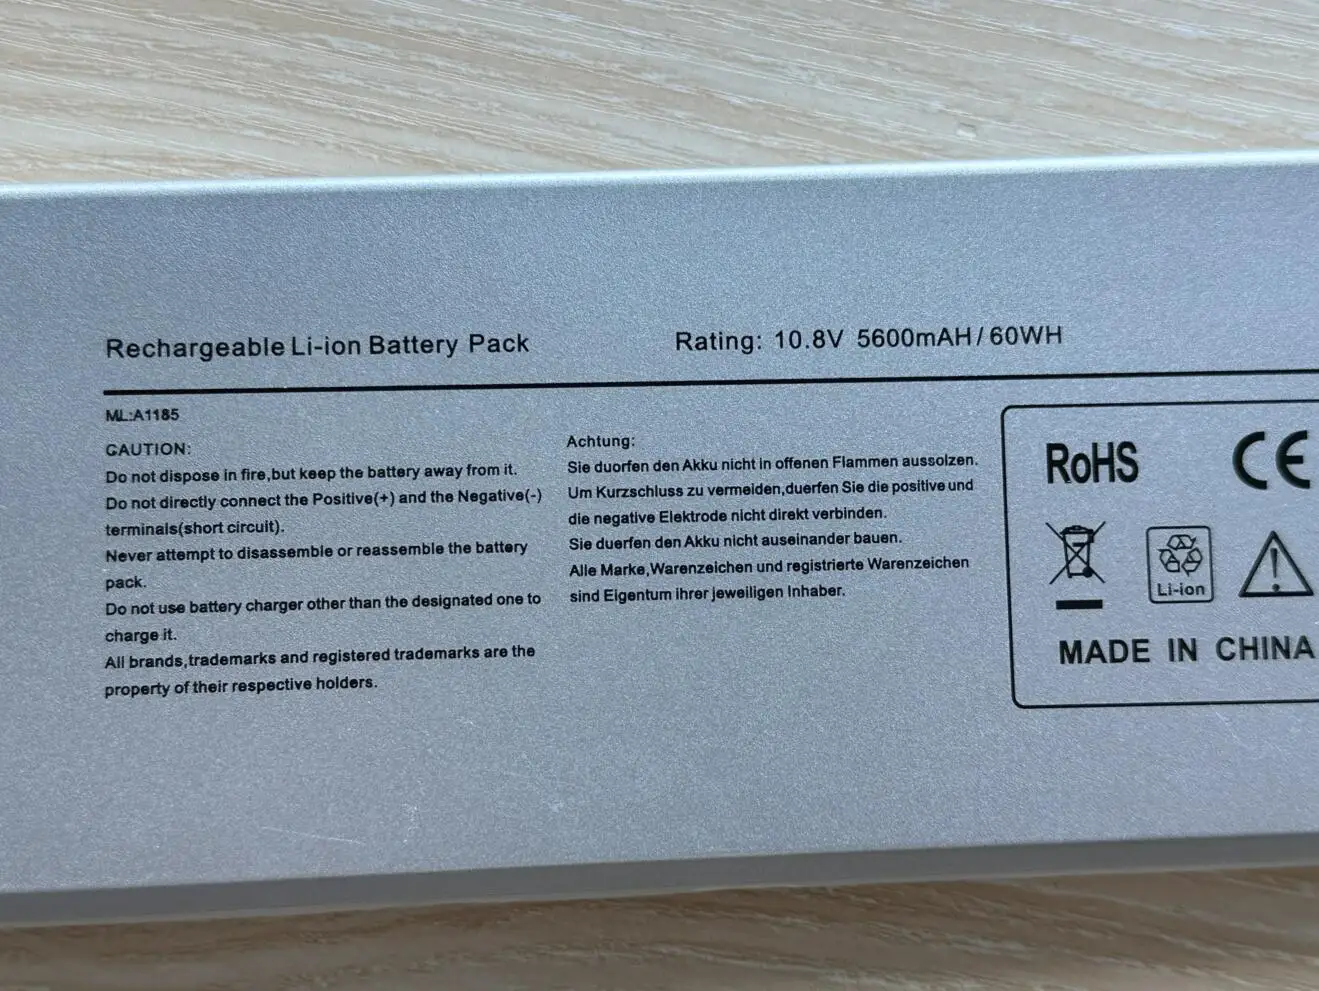 Rechargeable Li-ion Battery Pack
Rating: 10.8V 5600mAH/60WH
ML:A1185
CAUTION:
Do not dispose in fire,but keep the battery away from it.
Do not directly connect the Positive(+) and the Negative(-)
terminals(short circuit).
Never attempt to disassemble or reassemble the battery
pack.
Do not use battery charger other than the designated one to
charge it.
All brands,trademarks and registered trademarks are the
property of their respective holders.
Achtung:
Sie duorfen den Akku nicht in offenen Flammen aussolzen.
Um Kurzschluss zu vermeiden,duerfen Sie die positive und
die negative Elektrode nicht direkt verbinden.
Sie duerfen den Akku nicht auseinander bauen.
Alle Marke,Warenzeichen und registrierte Warenzeichen
sind Eigentum ihrer jeweiligen Inhaber.
RoHS CE
Li-ion
MADE IN CHINA